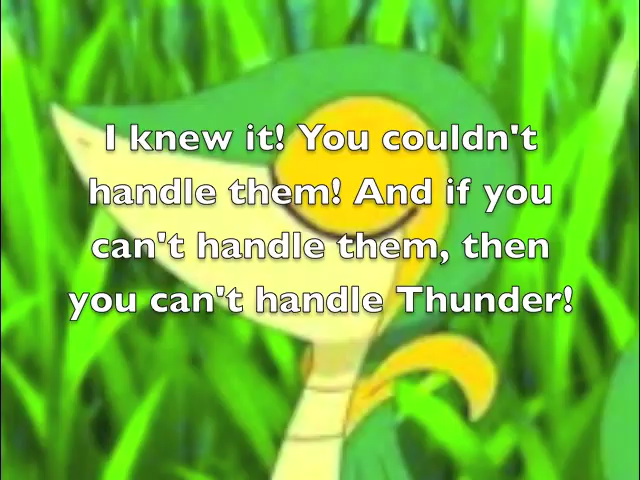 I knew it! You couldn't
handle them! And if you
can't handle them, then
you can't handle Thunder!